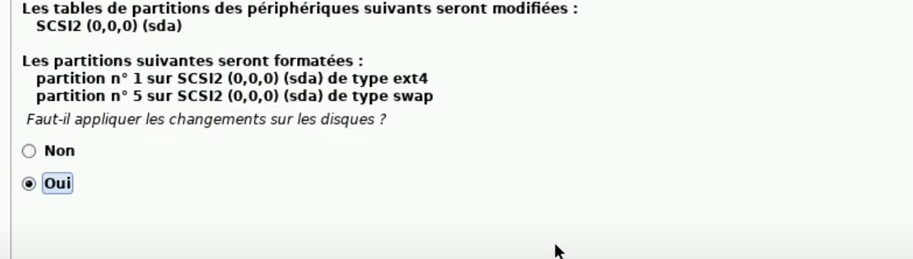 Les tables de partitions des périphériques suivants seront modifiées :
SCSI2 (0,0,0) (sda)
Les partitions suivantes seront formatées :
partition n° 1 sur SCSI2 (0,0,0) (sda) de type ext4
partition n° 5 sur SCSI2 (0,0,0) (sda) de type swap
Faut-il appliquer les changements sur les disques ?
Non
Oui